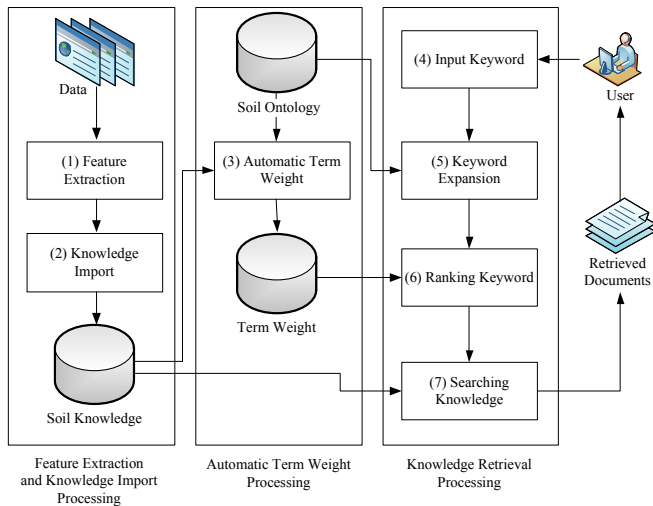 Data
(1) Feature
Extraction
(2) Knowledge
Import
Soil Knowledge
Feature Extraction
and Knowledge Import
Processing
Soil Ontology
(3) Automatic Term
Weight
Term Weight
Automatic Term Weight
Processing
(4) Input Keyword
(5) Keyword
Expansion
(6) Ranking Keyword
(7) Searching
Knowledge
Knowledge Retrieval
Processing
User
Retrieved
Documents